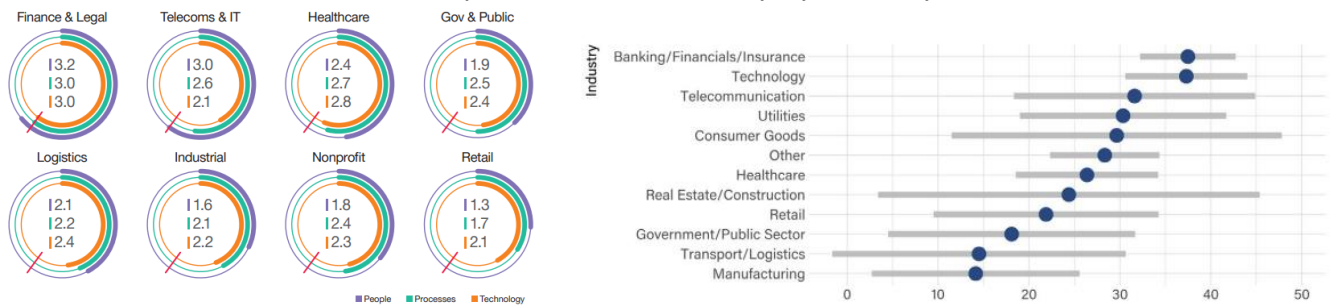 Finance & Legal
3.2
3.0
3.0
Telecoms & IT
3.0
2.6
2.1
Healthcare
2.4
2.7
2.8
Gov & Public
1.9
2.5
2.4
Logistics
2.1
2.2
2.4
Industrial
1.6
2.1
2.2
Nonprofit
1.8
2.4
2.3
Retail
1.3
1.7
2.1
People Processes Technology
Industry
Banking/Financials/Insurance
Technology
Telecommunication
Utilities
Consumer Goods
Other
Healthcare
Real Estate/Construction
Retail
Government/Public Sector
Transport/Logistics
Manufacturing
0 10 20 30 40 50